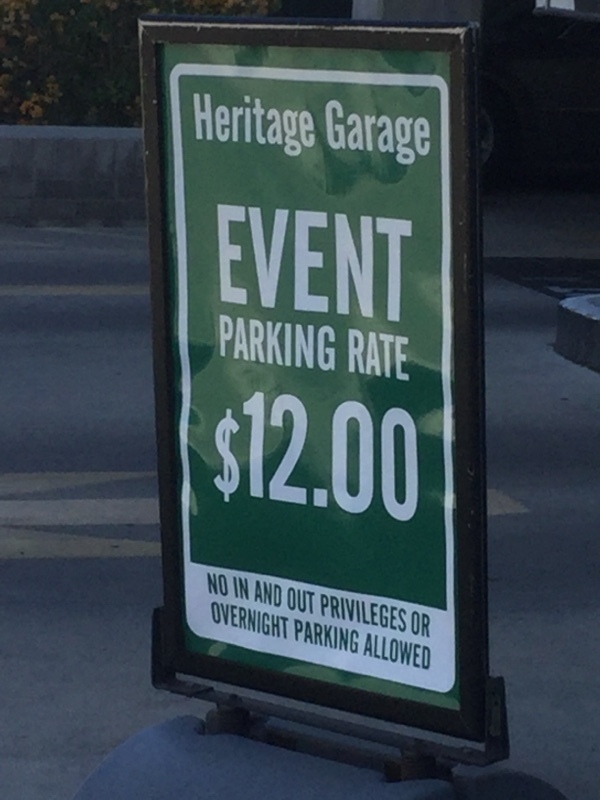 Heritage Garage
EVENT
PARKING RATE
$12.00
NO IN AND OUT PRIVILEGES OR
OVERNIGHT PARKING ALLOWED